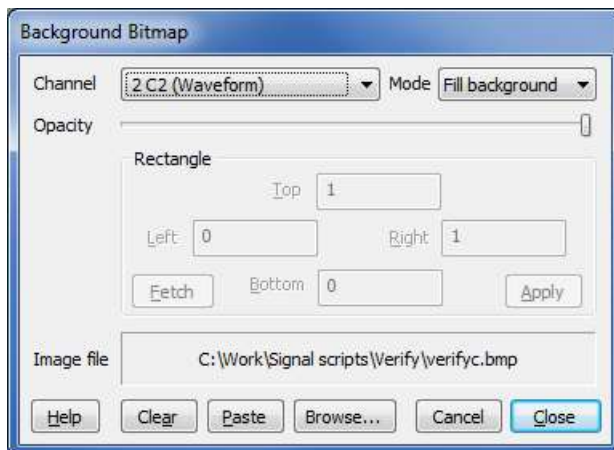 Background Bitmap
Channel 2 C2 (Waveform) Mode Fill background
Opacity
Rectangle
Top 1
Left 0 Right 1
Fetch Bottom 0 Apply
Image file C:\Work\Signal scripts\Verify\verifyc.bmp
Help Clear Paste Browse... Cancel Close